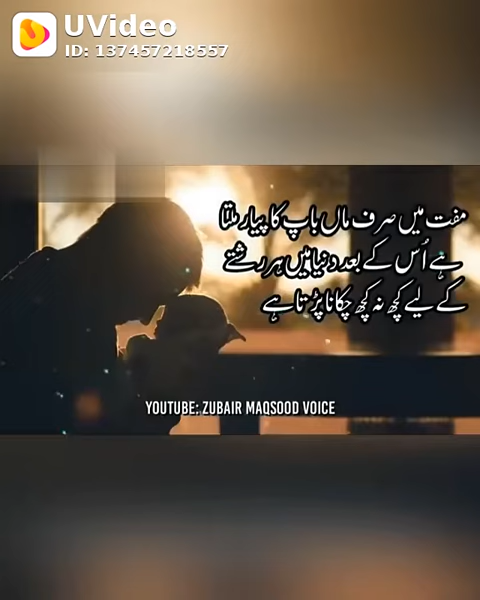 UVideo
ID: 137457218557
مفت میں صرف ماں باپ کا پیار ملتا
ہے اُس کے بعد دنیا میں ہر رشتے
کے لیے کچھ نہ کچھ چکانا پڑتا ہے
YOUTUBE: ZUBAIR MAQSOOD VOICE